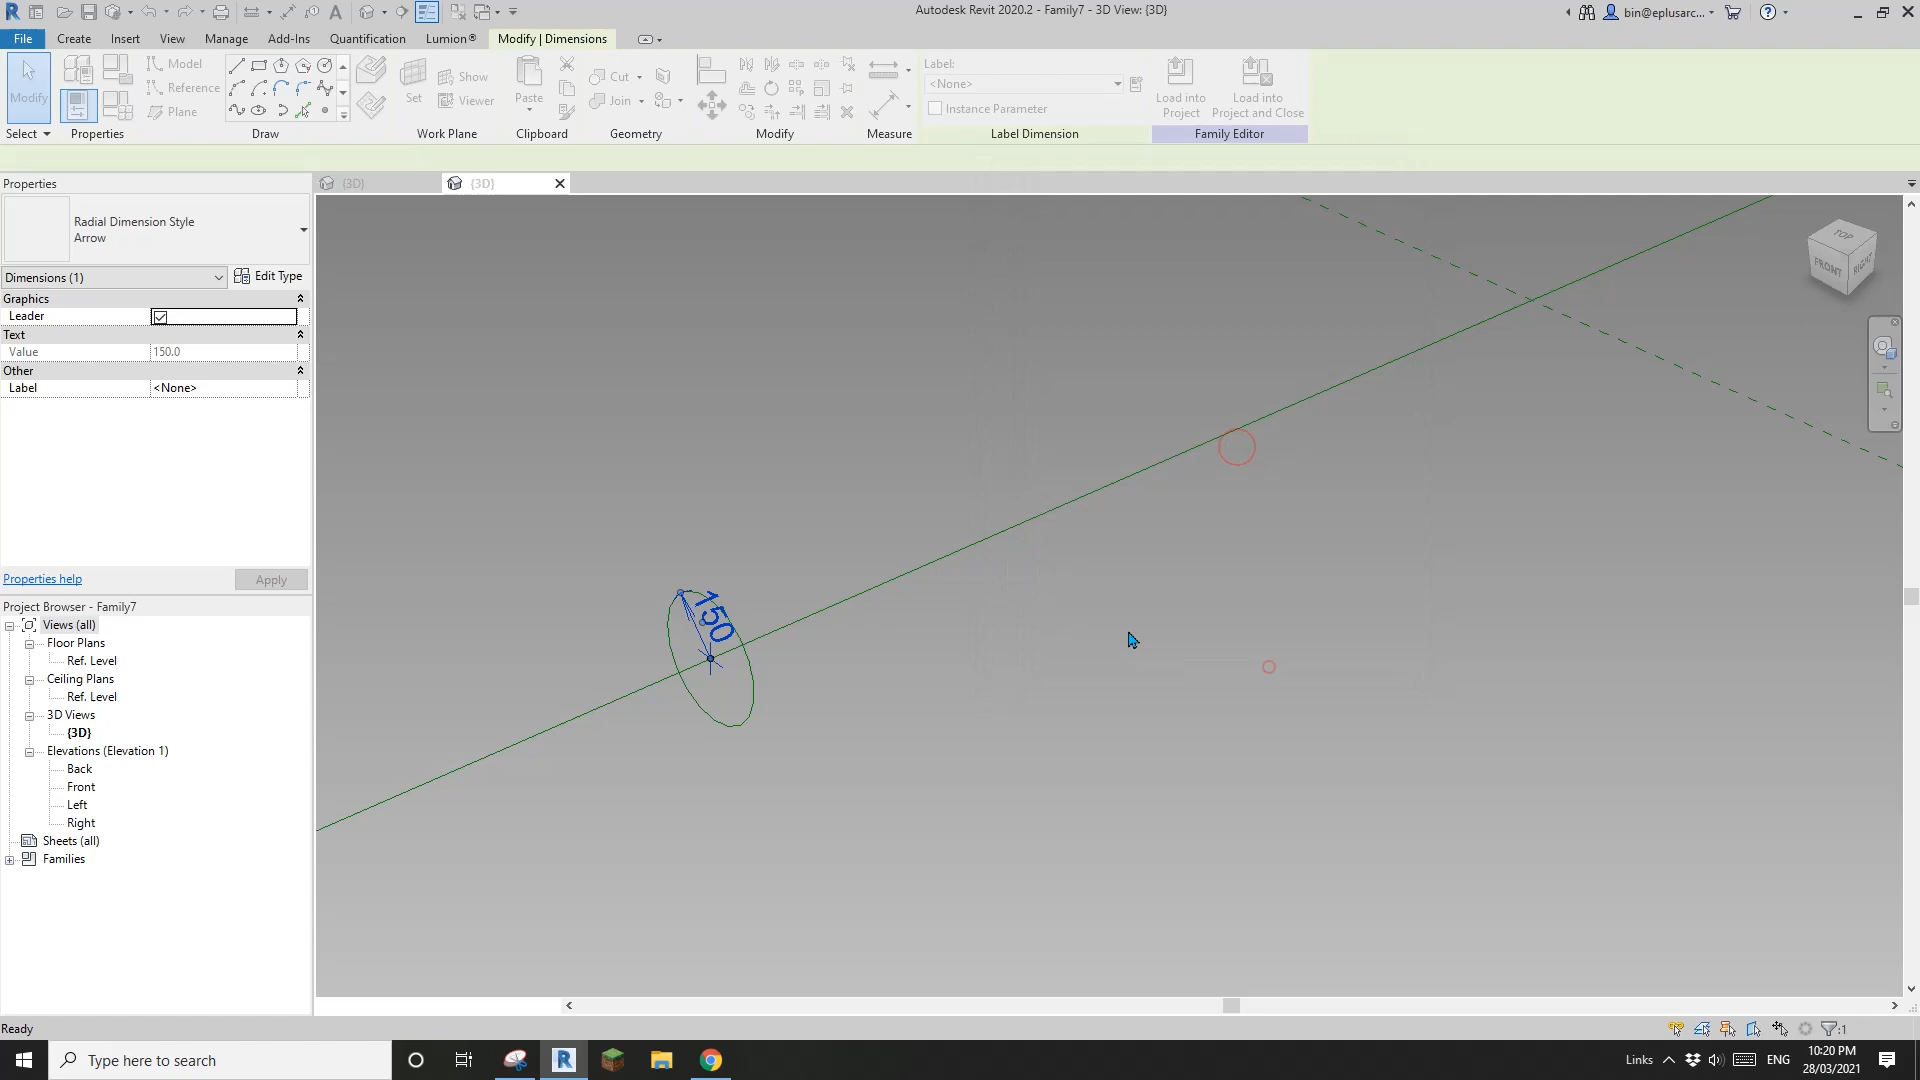 Autodesk Revit 2020.2 - Family7 - 3D View: {3D}
bin@eplusarc...
File Create Insert View Manage Add-Ins Quantification Lumion® Modify | Dimensions
Modify
Model
Reference
Plane
Set
Show
Viewer
Paste
Cut
Join
Label:
<None>
Instance Parameter
Load into Project
Load into Project and Close
Select Properties Draw Work Plane Clipboard Geometry Modify Measure Label Dimension Family Editor
Properties
{3D}
{3D}
Radial Dimension Style
Arrow
Dimensions (1)
Edit Type
Graphics
Leader
Text
Value 150.0
Other
Label <None>
Properties help
Apply
Project Browser - Family7
Views (all)
Floor Plans
Ref. Level
Ceiling Plans
Ref. Level
3D Views
{3D}
Elevations (Elevation 1)
Back
Front
Left
Right
Sheets (all)
Families
150
TOP
FRONT
RIGHT
Ready
:1
Type here to search
Links
ENG
10:20 PM
28/03/2021